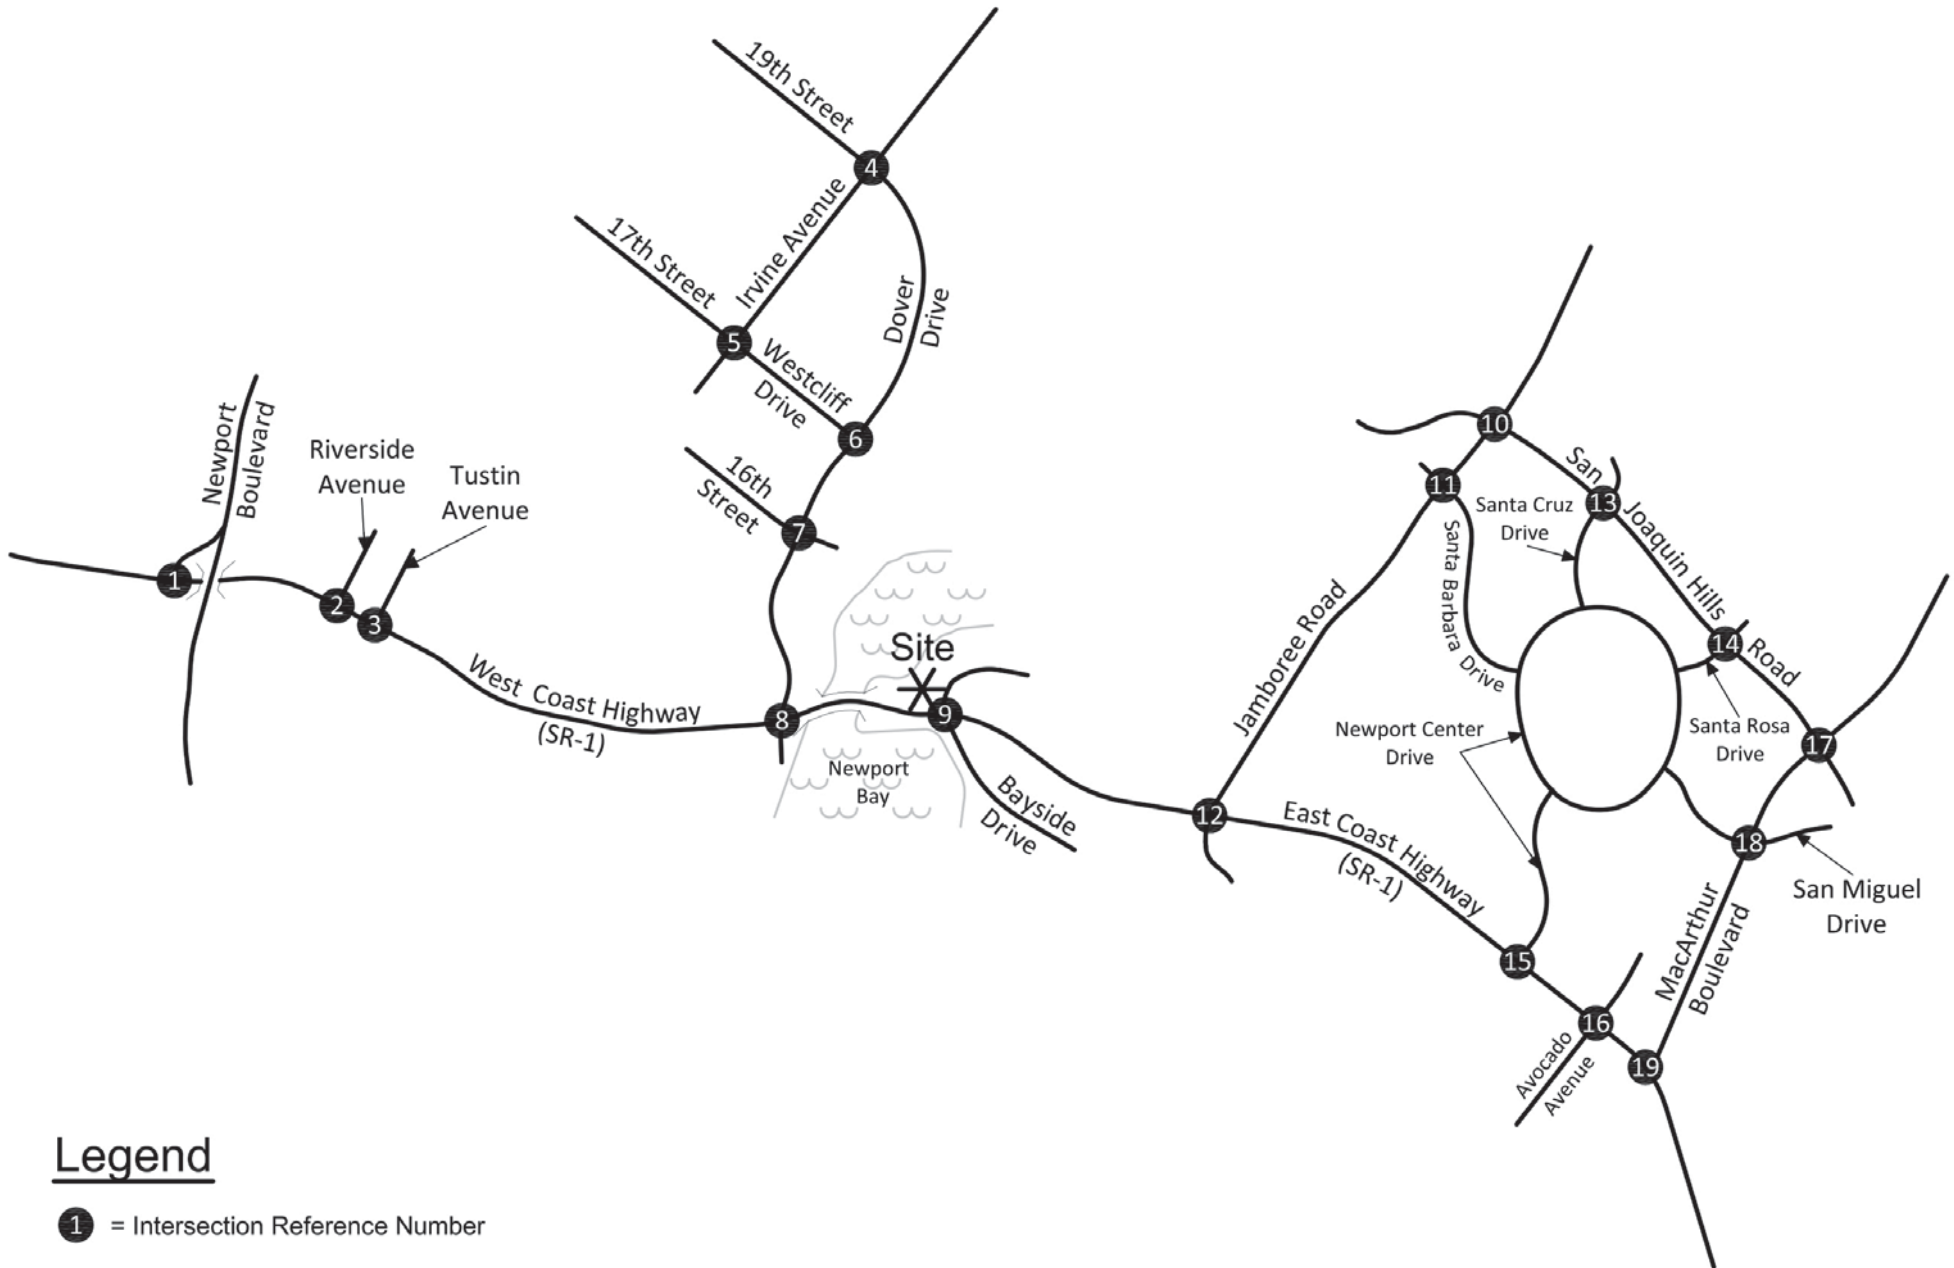 19th Street
4
17th Street
Irvine Avenue
Dover
Drive
5
Westcliff
Drive
6
Newport
Boulevard
Riverside
Avenue
Tustin
Avenue
16th
Street
7
1
2
3
West Coast Highway
(SR-1)
8
Site
9
Newport
Bay
Bayside
Drive
10
San
Joaquin Hills
Road
11
Santa Cruz
Drive
13
Santa Barbara Drive
Jamboree Road
14
Newport Center
Drive
Santa Rosa
Drive
17
12
East Coast Highway
(SR-1)
18
San Miguel
Drive
MacArthur
Boulevard
15
16
Avocado
Avenue
19
Legend
1 = Intersection Reference Number